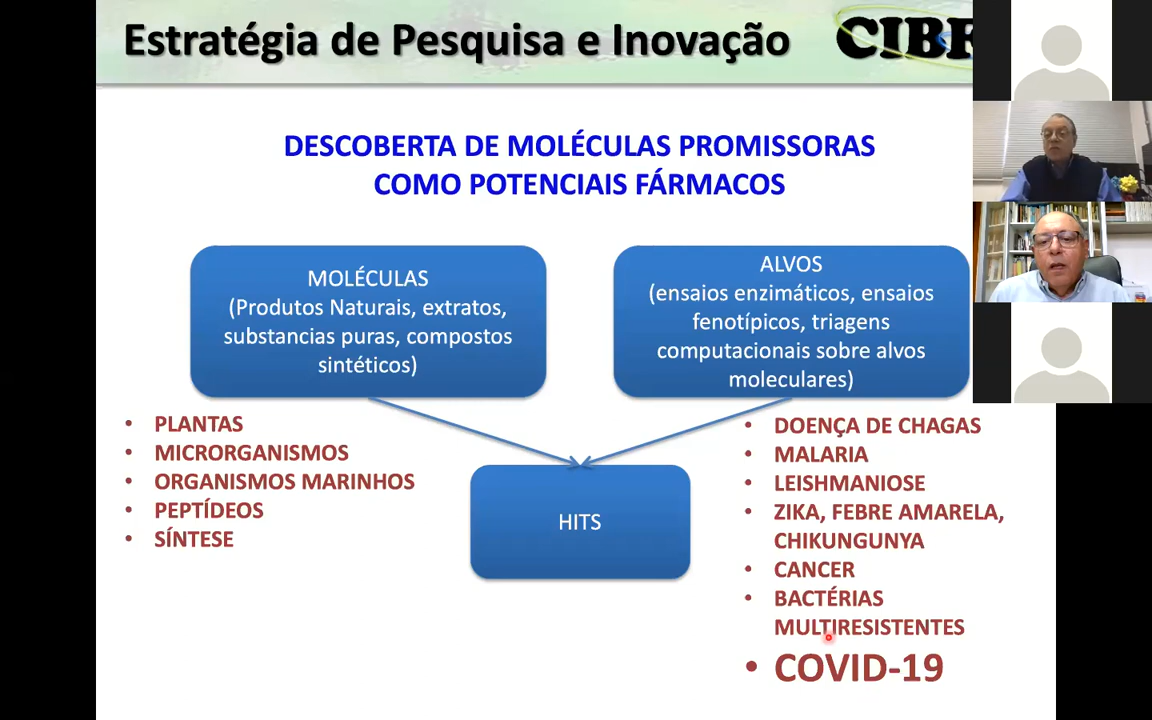 Estratégia de Pesquisa e Inovação
DESCOBERTA DE MOLÉCULAS PROMISSORAS
COMO POTENCIAIS FÁRMACOS
MOLÉCULAS
(Produtos Naturais, extratos,
substancias puras, compostos
sintéticos)
ALVOS
(ensaios enzimáticos, ensaios
fenotípicos, triagens
computacionais sobre alvos
moleculares)
• PLANTAS
• MICRORGANISMOS
• ORGANISMOS MARINHOS
• PEPTÍDEOS
• SÍNTESE
HITS
• DOENÇA DE CHAGAS
• MALARIA
• LEISHMANIOSE
• ZIKA, FEBRE AMARELA,
CHIKUNGUNYA
• CANCER
• BACTÉRIAS
MULTIRESISTENTES
• COVID-19